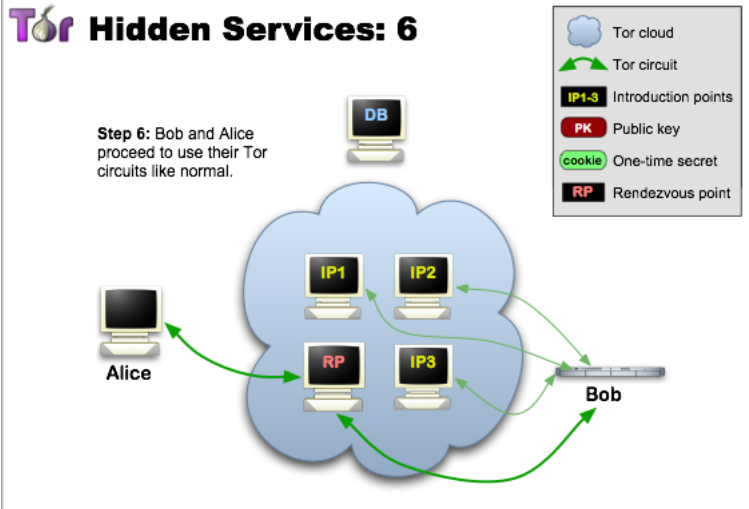 Tor Hidden Services: 6
Tor cloud
Tor circuit
IP1-3 Introduction points
PK Public key
cookie One-time secret
RP Rendezvous point
DB
Step 6: Bob and Alice
proceed to use their Tor
circuits like normal.
IP1 IP2
RP IP3
Alice
Bob